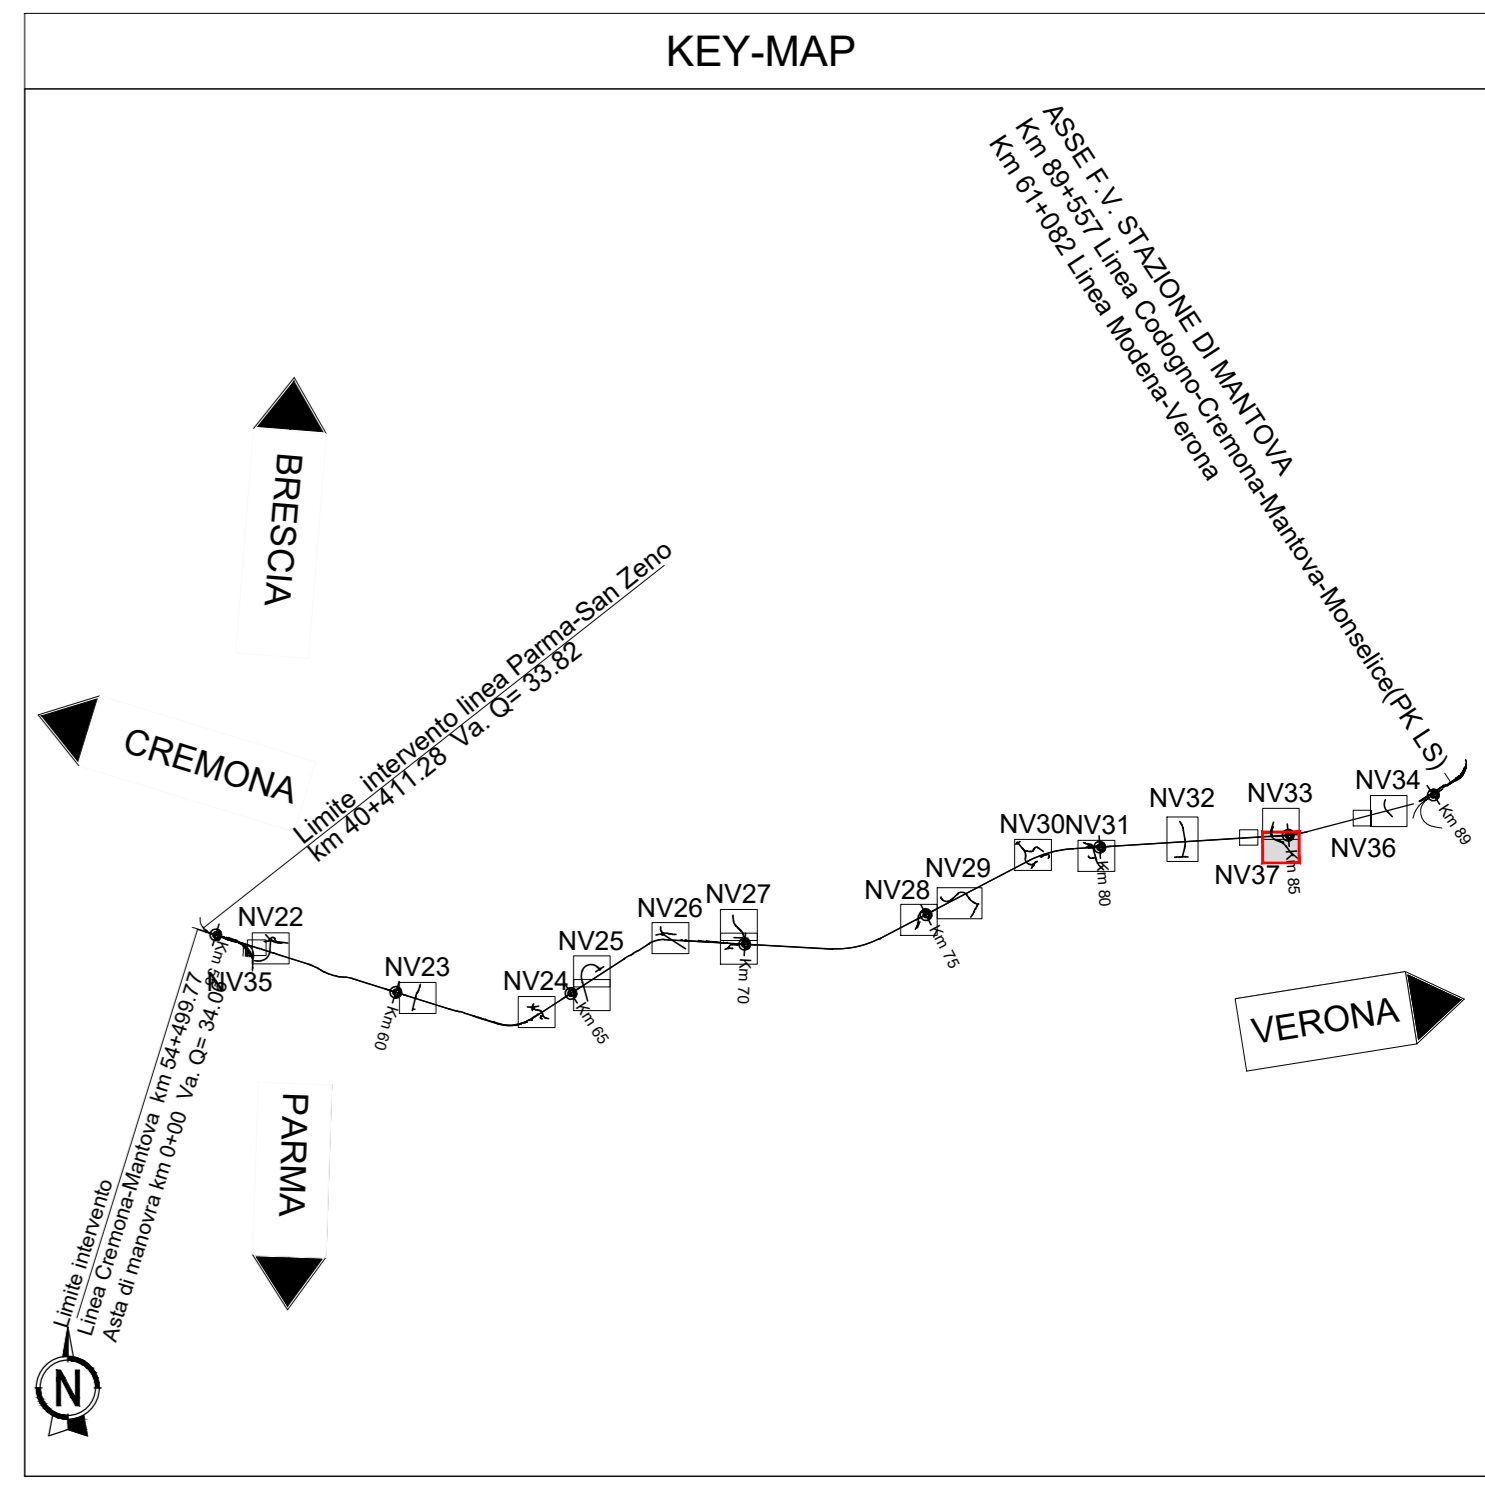 KEY-MAP
ASSE F.V. STAZIONE DI MANTOVA
Km 89+557 Linea Codogno-Cremona-Mantova-Monselice(PK LS)
Km 61+082 Linea Modena-Verona
BRESCIA
Limite intervento linea Parma-San Zeno
km 40+411.28 Va. Q= 33.82
CREMONA
NV34
NV32
NV33
NV30
NV31
NV36
Km 89
NV37
Km 85
Km 80
NV29
NV28
NV27
NV26
NV22
NV25
Km 75
NV35
NV23
NV24
Km 70
Km 65
Km 60
VERONA
PARMA
Limite intervento
Linea Cremona-Mantova km 54+499.77
Asta di manovra km 0+00 Va. Q=
N